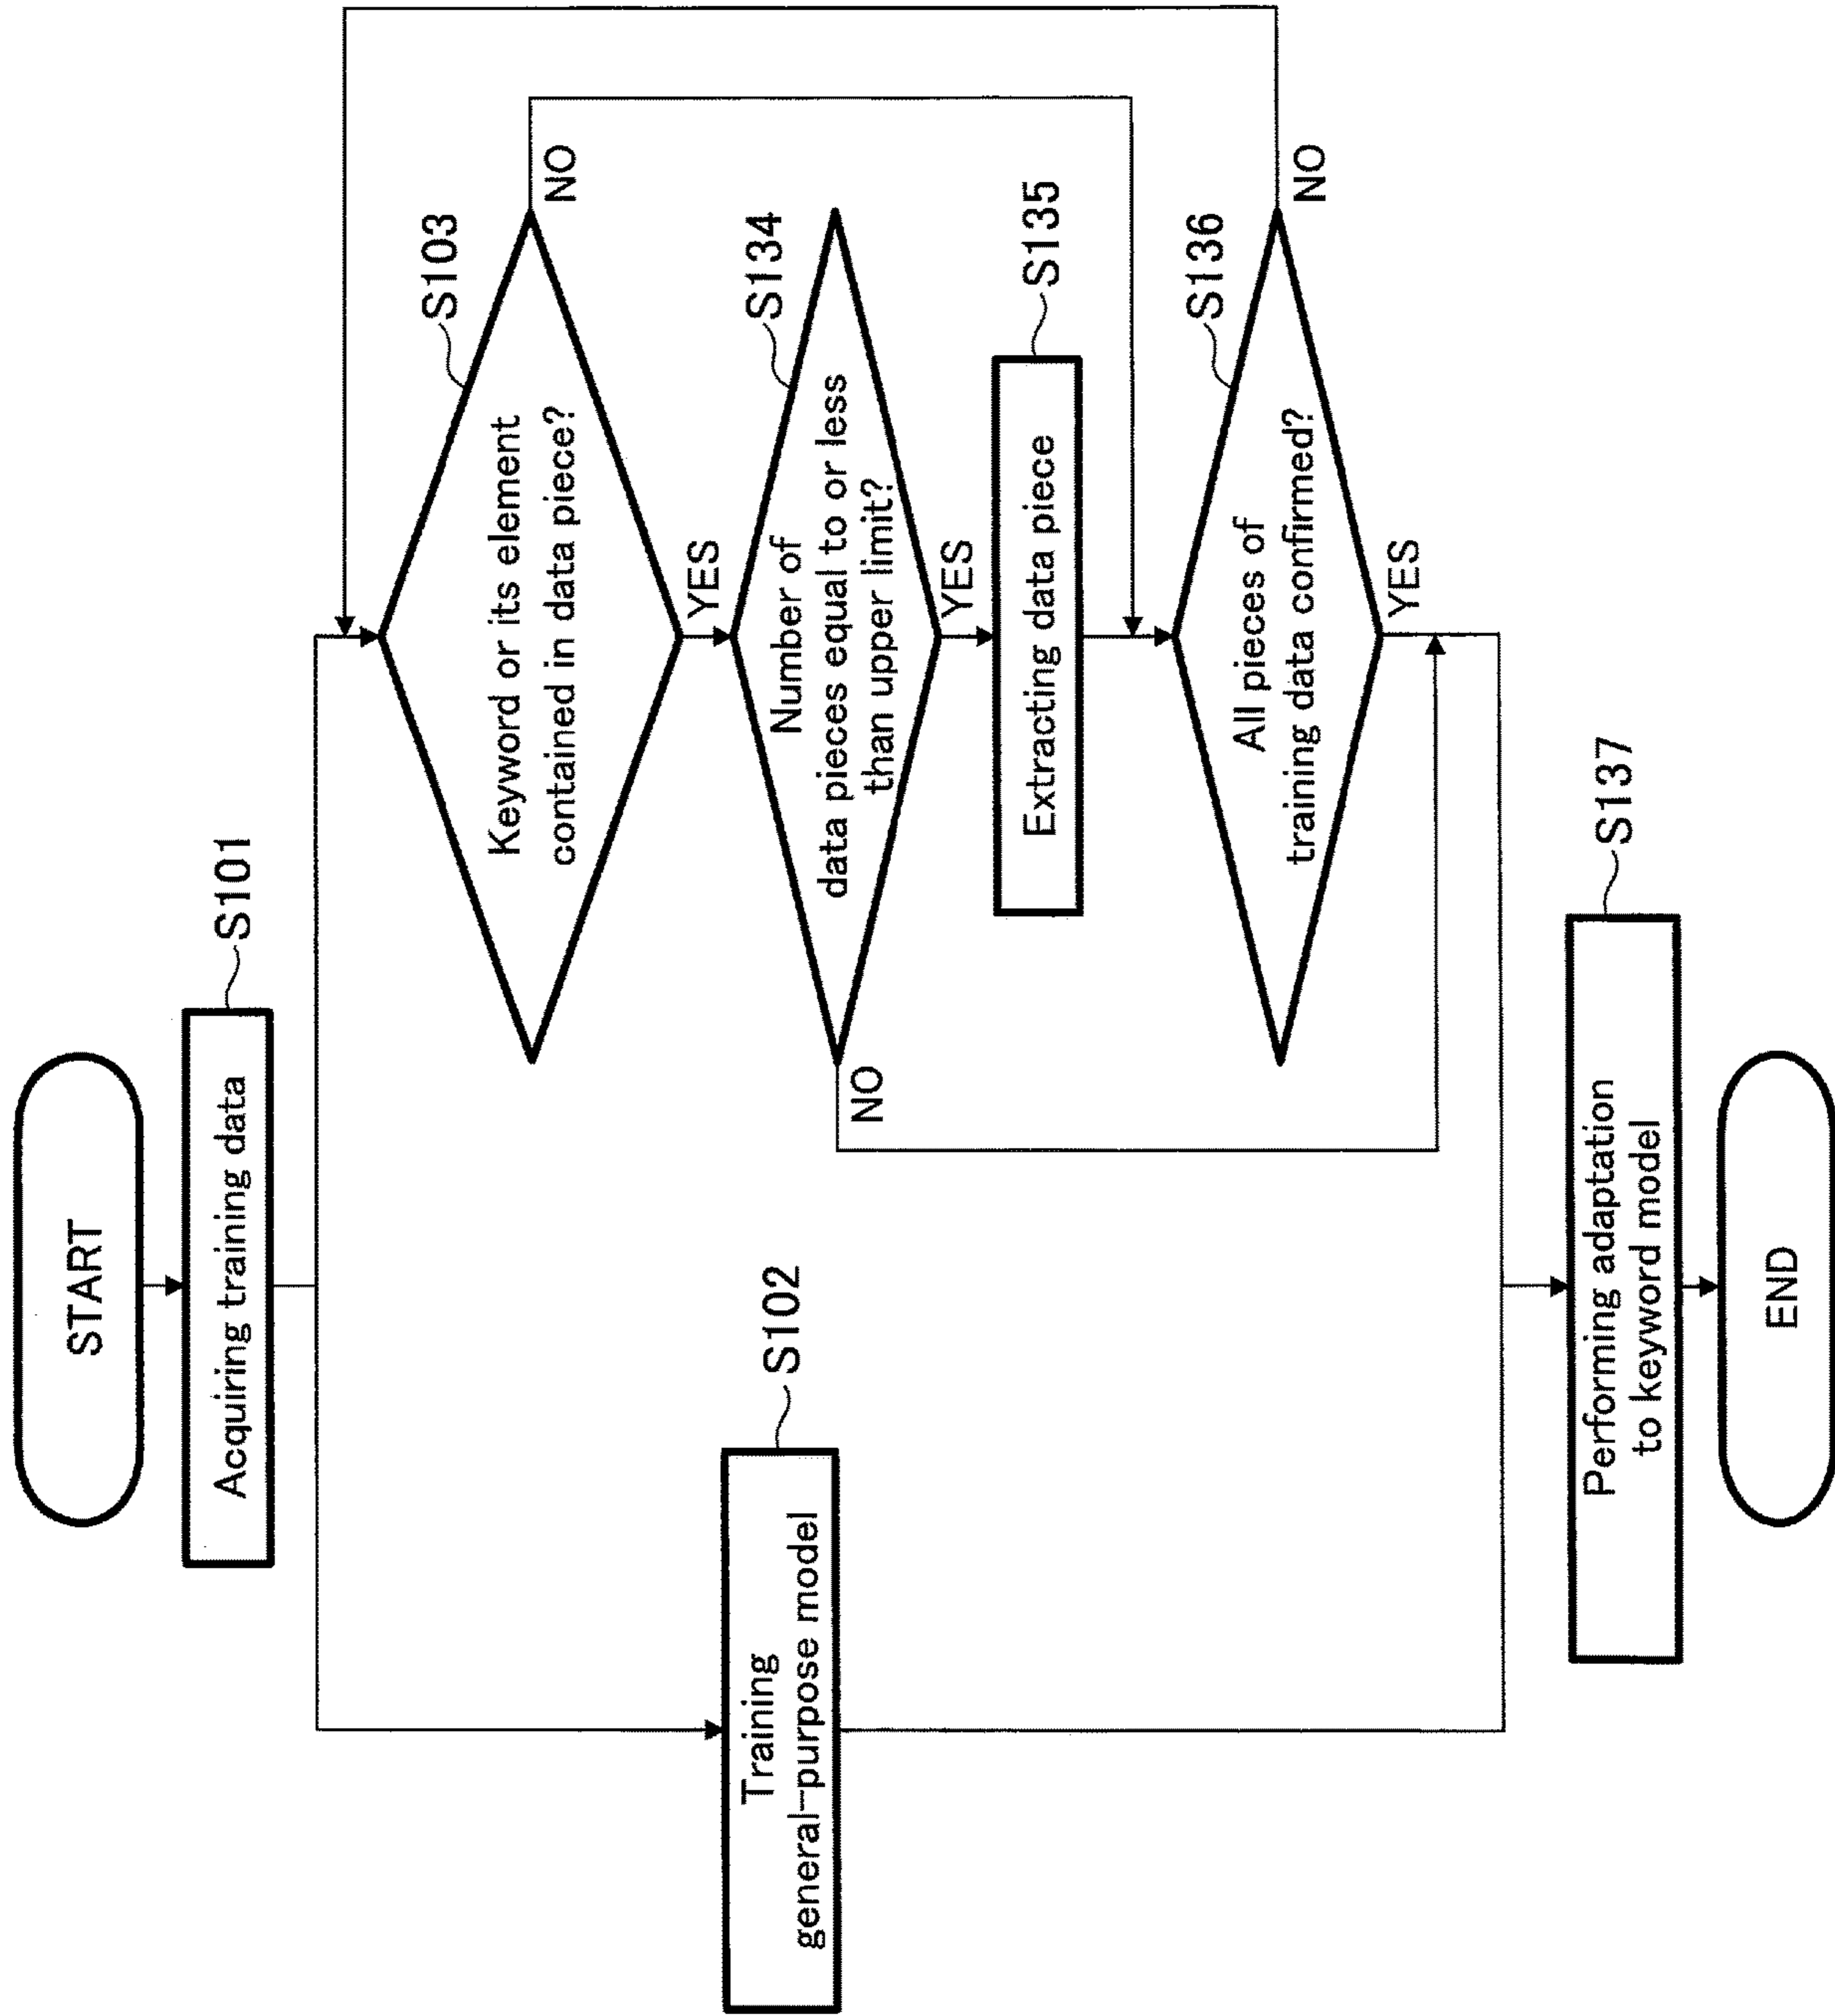 START
Acquiring training data
S101
Training
general-purpose model
S102
Keyword or its element
contained in data piece?
S103
NO
YES
Number of
data pieces equal to or less
than upper limit?
S134
NO
YES
Extracting data piece
S135
All pieces of
training data confirmed?
S136
NO
YES
Performing adaptation
to keyword model
S137
END